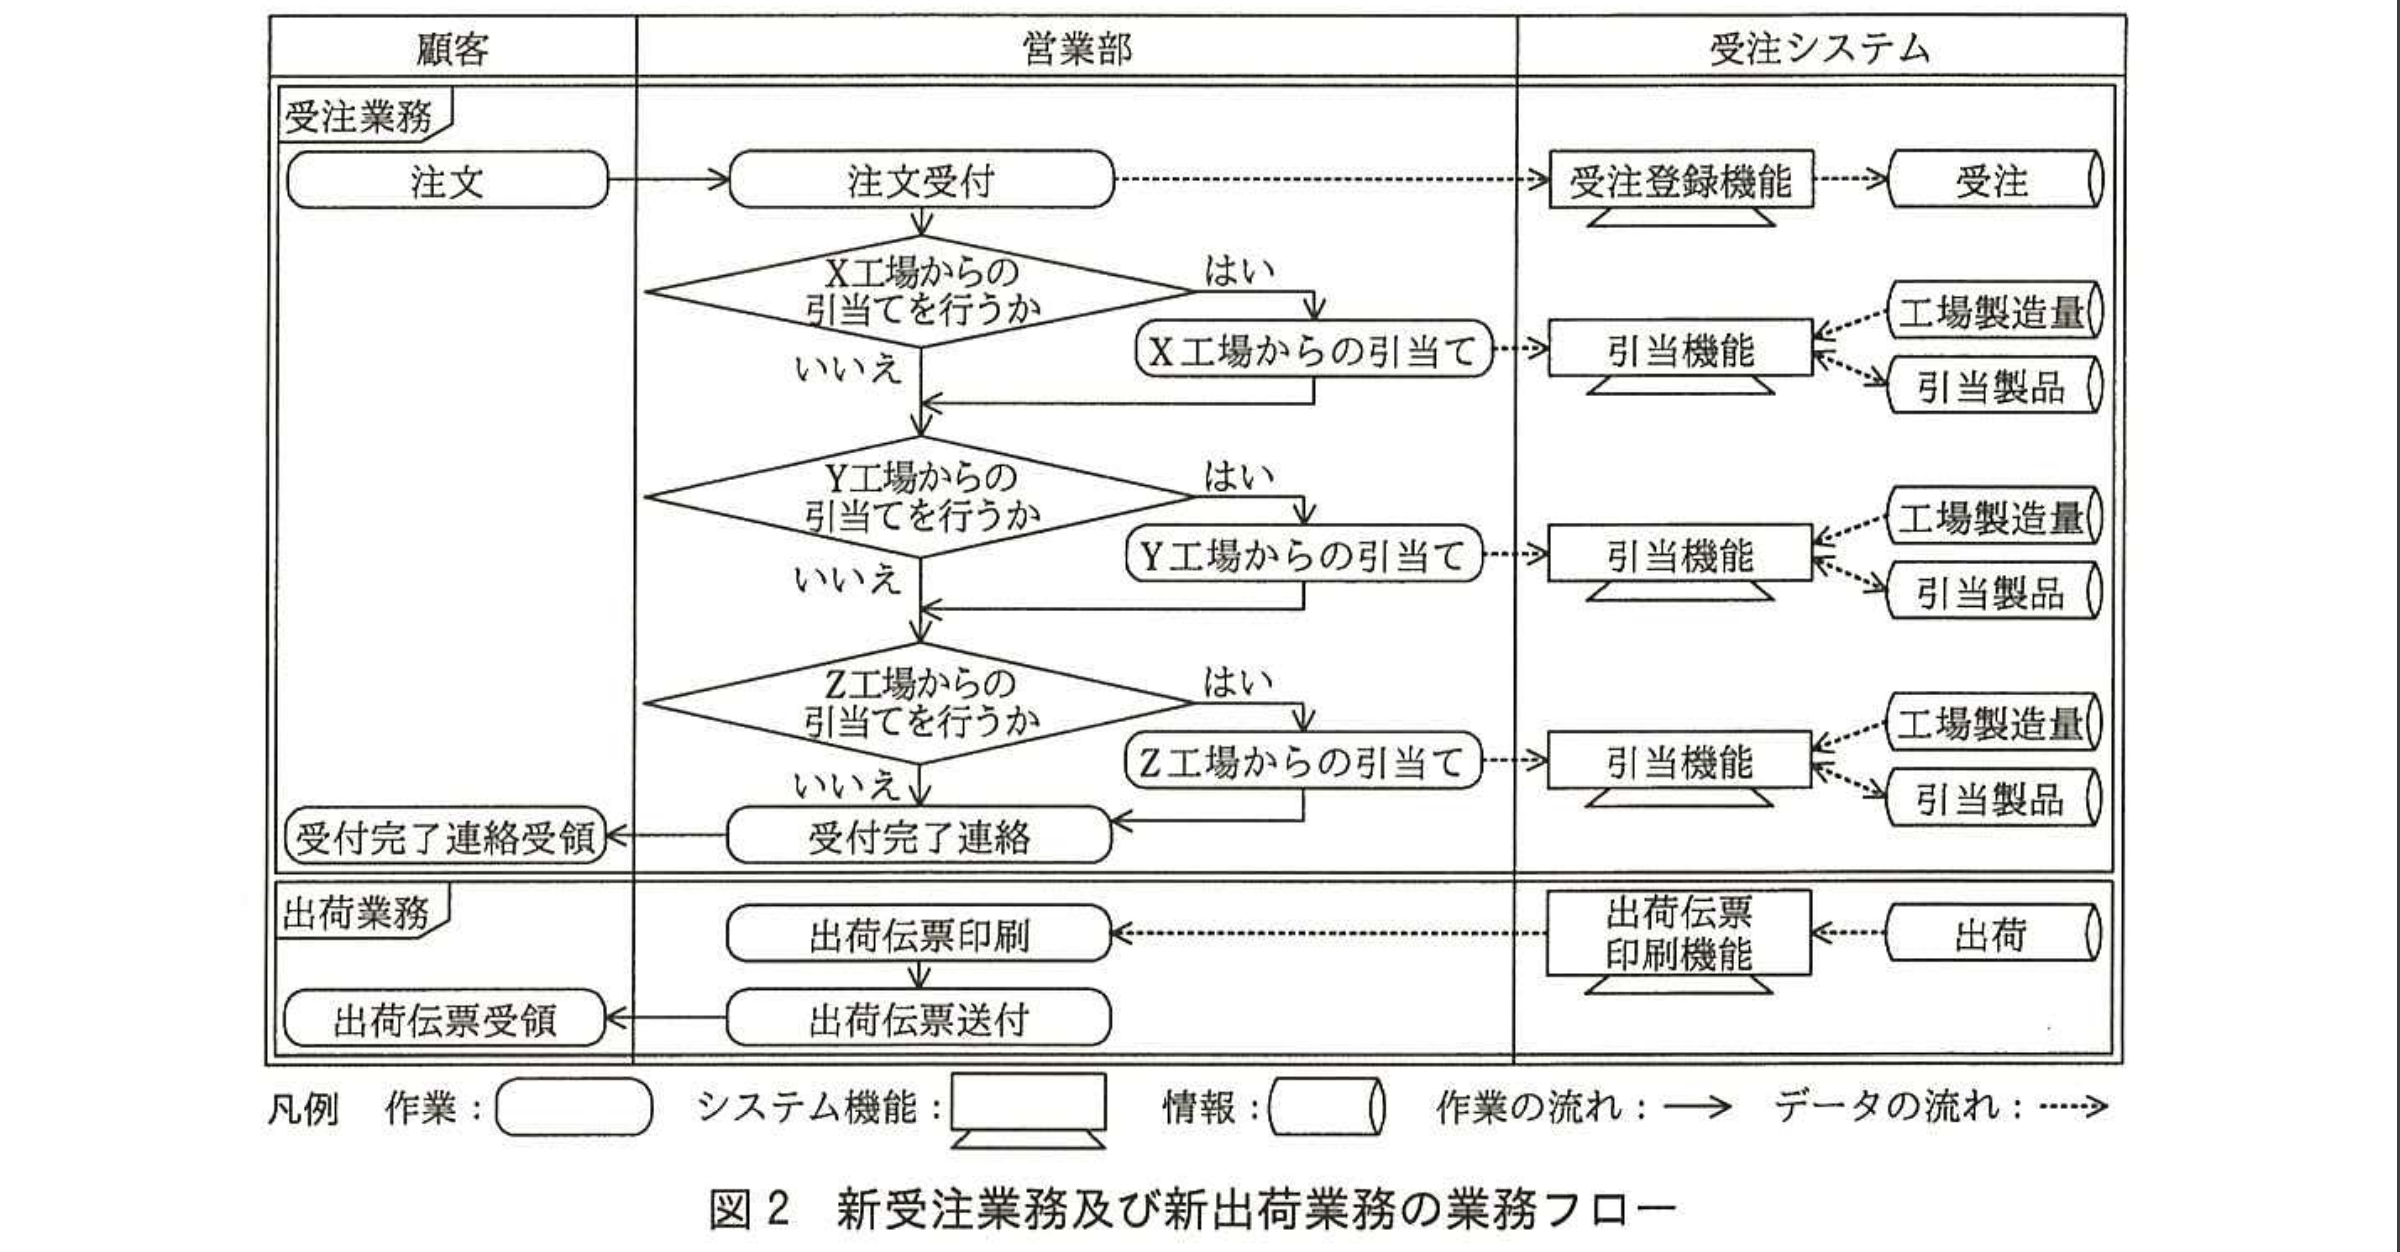 顧客
営業部
受注システム
受注業務
注文
注文受付
受注登録機能
受注
X工場からの
引当てを行うか
はい
いいえ
X工場からの引当て
引当機能
工場製造量
引当製品
Y工場からの
引当てを行うか
はい
いいえ
Y工場からの引当て
引当機能
工場製造量
引当製品
Z工場からの
引当てを行うか
はい
いいえ
Z工場からの引当て
引当機能
工場製造量
引当製品
受付完了連絡受領
受付完了連絡
出荷業務
出荷伝票印刷
出荷伝票
印刷機能
出荷
出荷伝票受領
出荷伝票送付
凡例 作業： システム機能： 情報： 作業の流れ： データの流れ：
図2 新受注業務及び新出荷業務の業務フロー